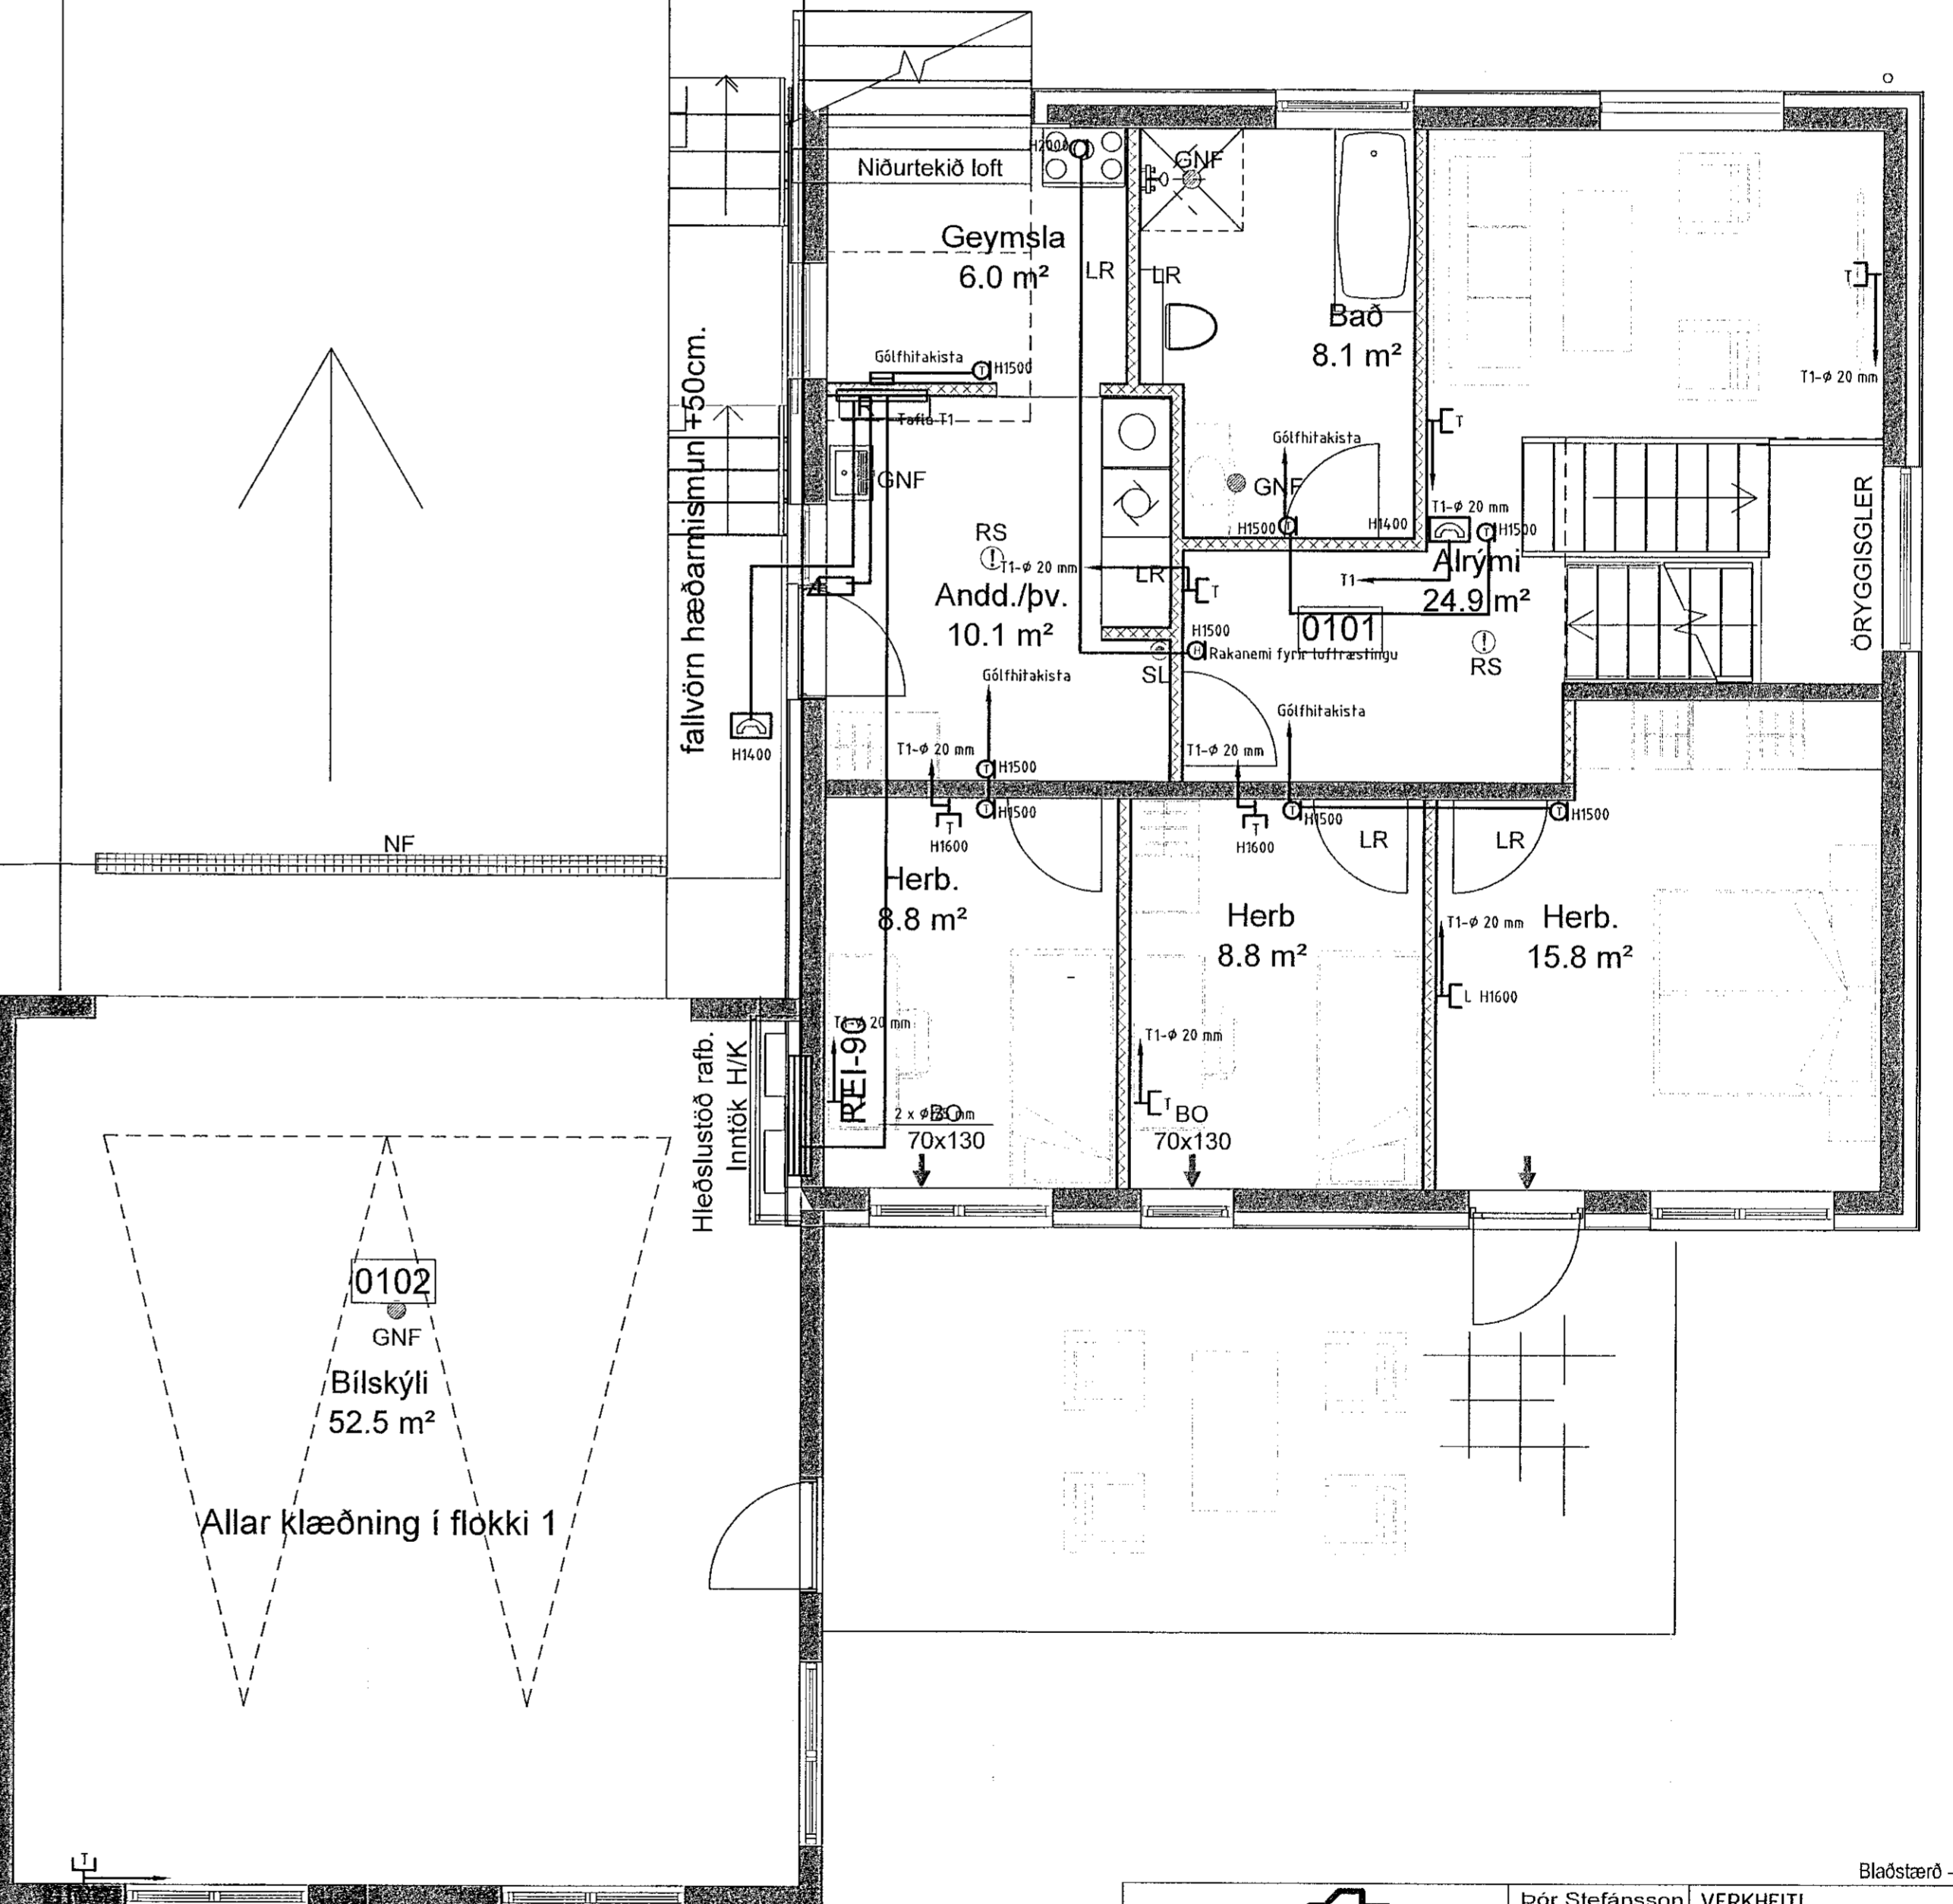 Niðurtekið loft
H2000
GNF
Geymsla
6.0 m²
LR
LR
Bað
8.1 m²
T
T1-ø 20 mm
Gólfhitakista
T H1500
R
Tafla T1
GNF
fallvörn hæðarmismun +50cm.
Gólfhitakista
GNF
T
T1-ø 20 mm
H1500 T
H1400
T H1500
ÖRYGGISGLER
RS
T1-ø 20 mm
LR
T
Andd./þv.
10.1 m²
Alrými
24.9 m²
T1
0101
H1500
H Rakanemi fyrir loftræstingu
SL
RS
Gólfhitakista
Gólfhitakista
H1400
T1-ø 20 mm
T H1500
T1-ø 20 mm
T H1500
T H1500
T H1500
T
H1600
T
H1600
LR
LR
NF
Herb.
8.8 m²
Herb
8.8 m²
Herb.
15.8 m²
T1-ø 20 mm
L H1600
T1-ø 20 mm
T1-ø 20 mm
REI-90
Hleðslustöð rafb.
Inntök H/K
BO
70x130
T
BO
70x130
0102
GNF
Bílskýli
52.5 m²
Allar klæðning í flokki 1
T
Blaðstærð -
Þór Stefánsson
VERKHEITI